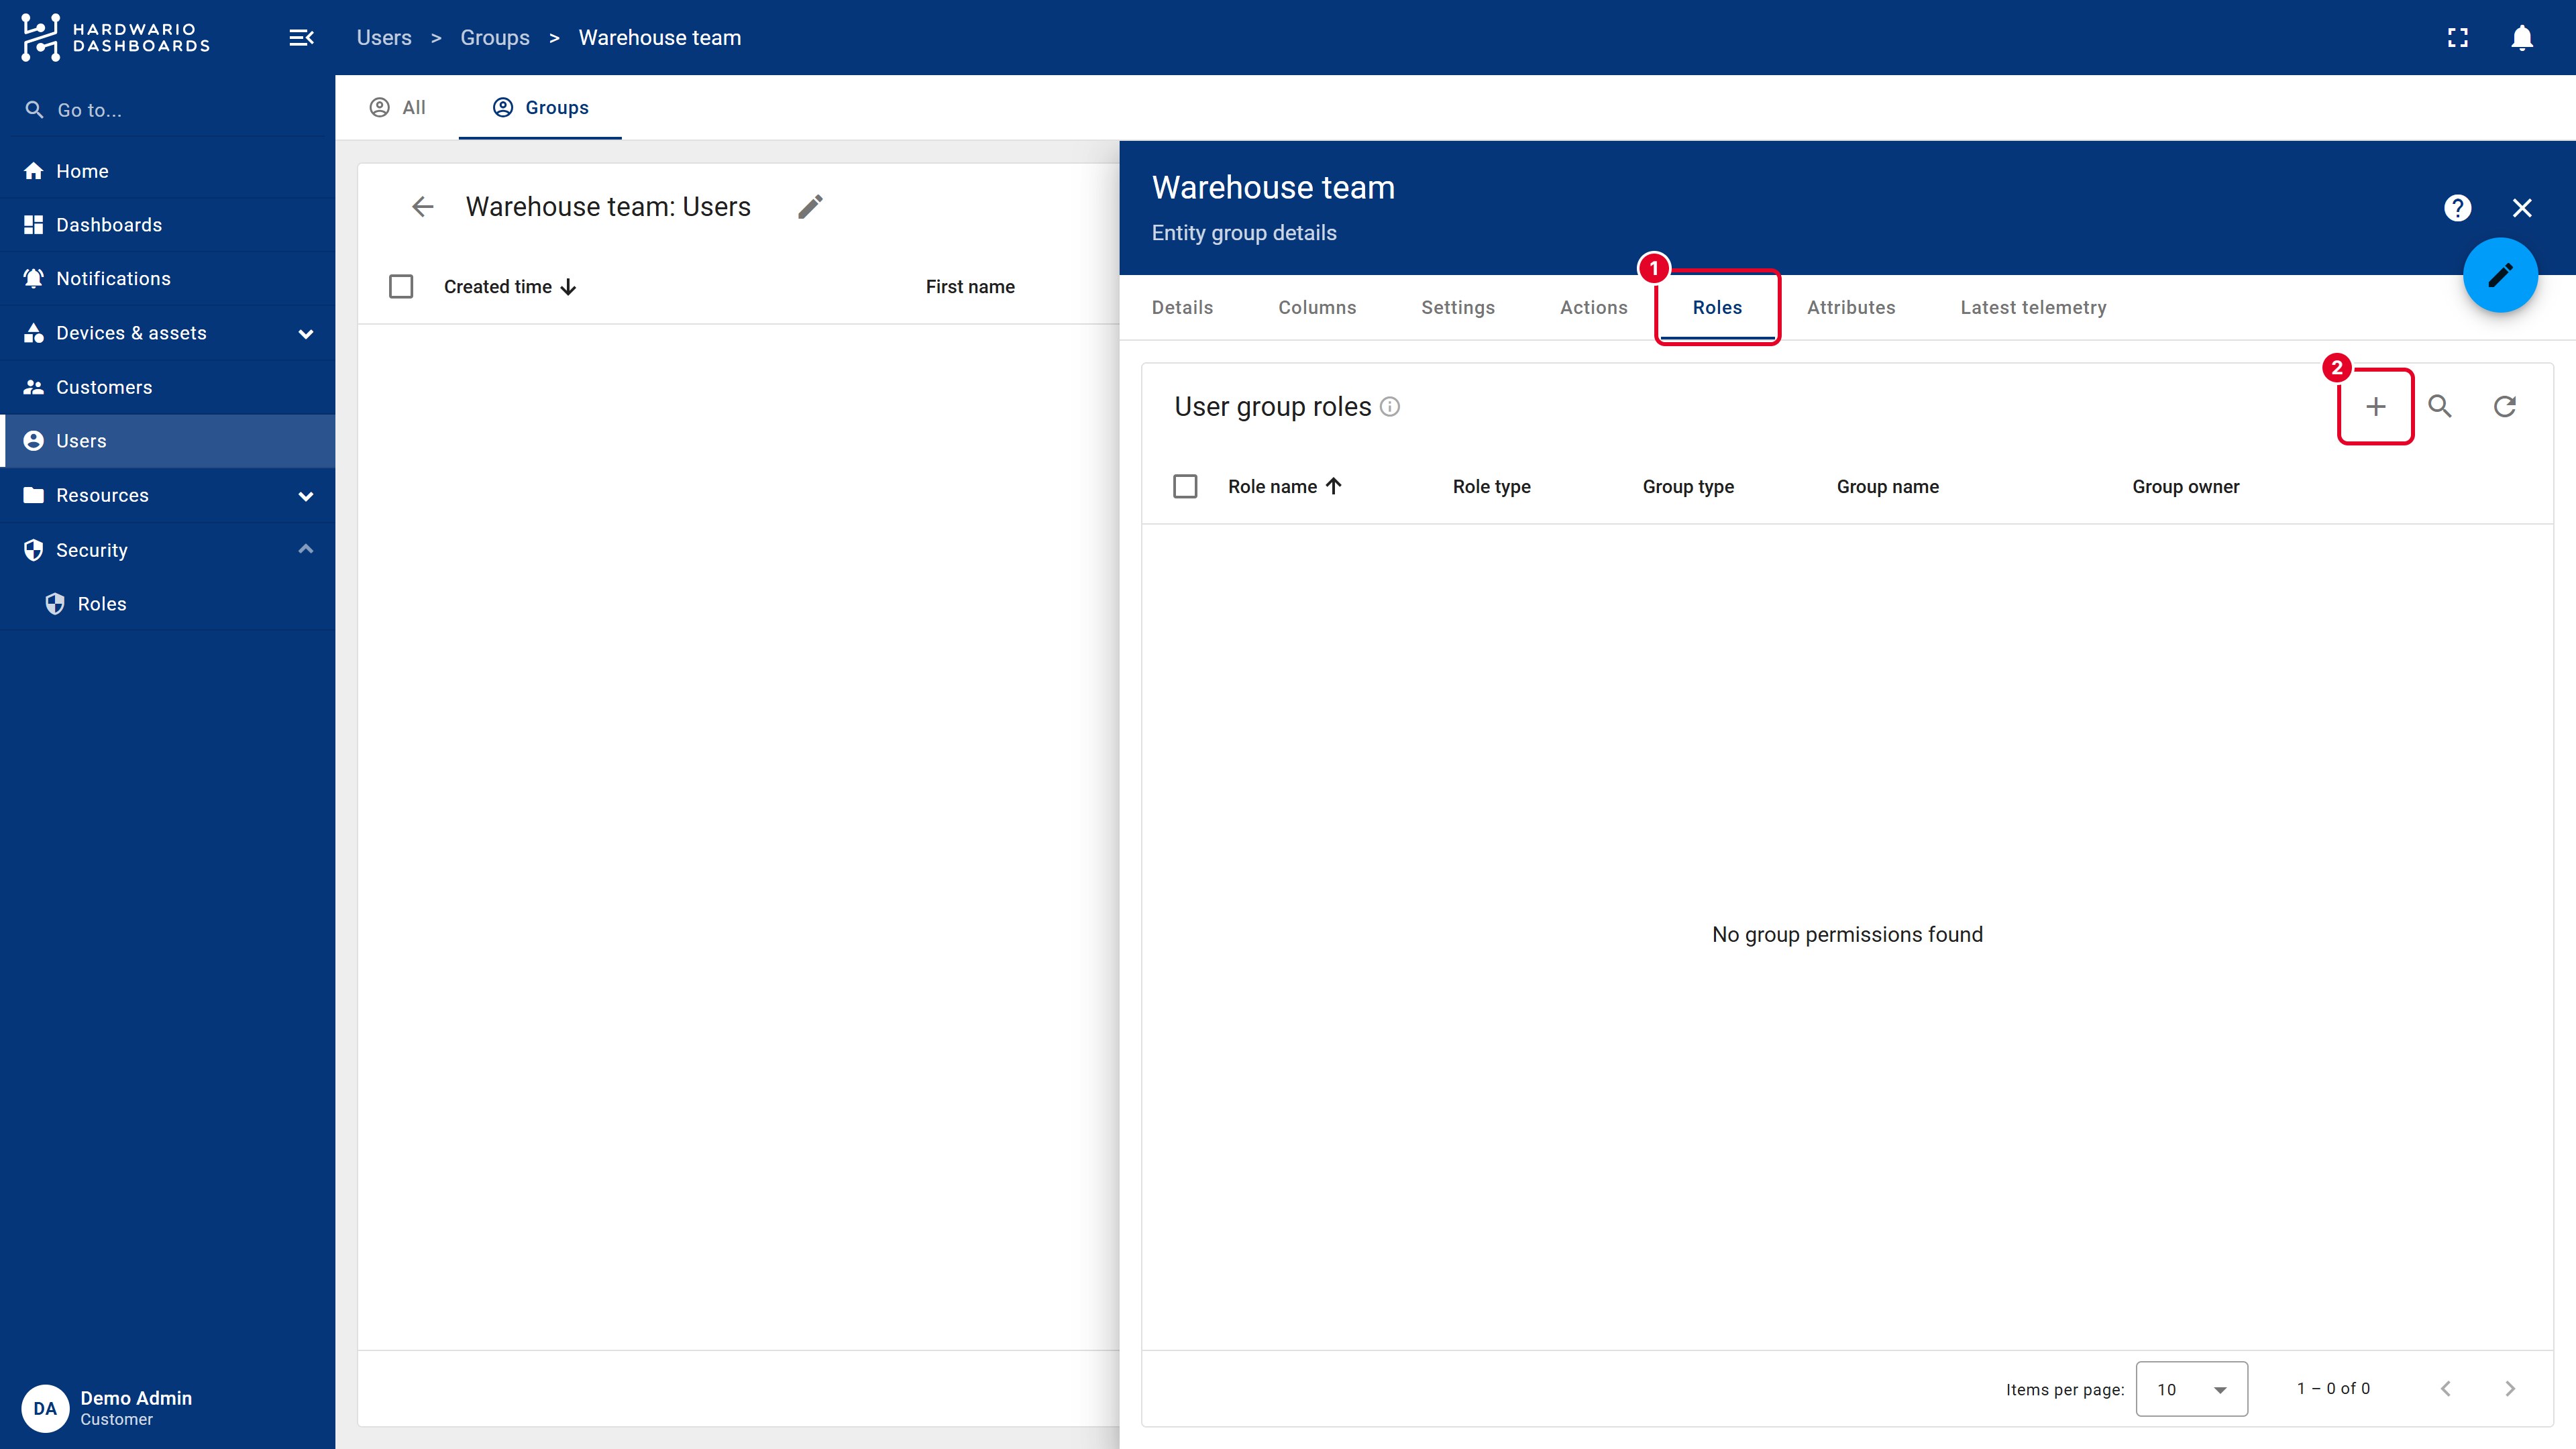 HARDWARIO
DASHBOARDS
Users > Groups > Warehouse team
Go to...
Home
Dashboards
Notifications
Devices & assets
Customers
Users
Resources
Security
Roles
DA
Demo Admin
Customer
All
Groups
Warehouse team: Users
Created time
First name
Warehouse team
Entity group details
1
Details
Columns
Settings
Actions
Roles
Attributes
Latest telemetry
2
User group roles
Role name
Role type
Group type
Group name
Group owner
No group permissions found
Items per page: 10
1 – 0 of 0